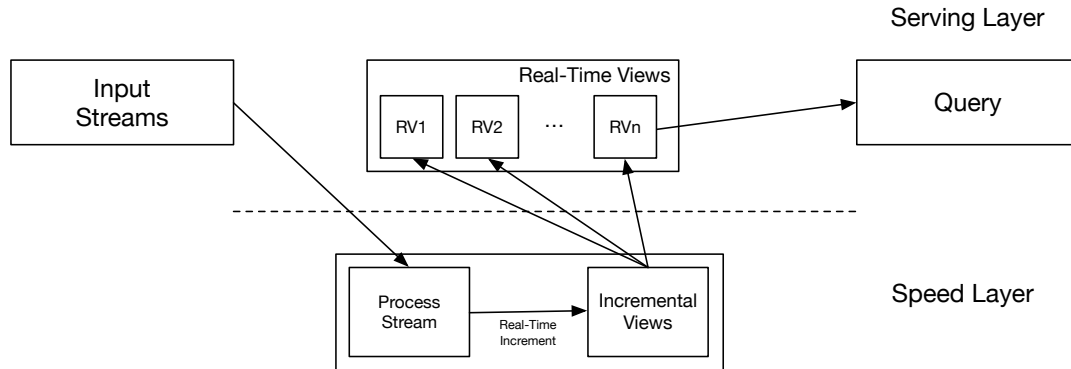 Serving Layer
Input
Streams
Real-Time Views
RV1
RV2
...
RVn
Query
Process
Stream
Real-Time
Increment
Incremental
Views
Speed Layer